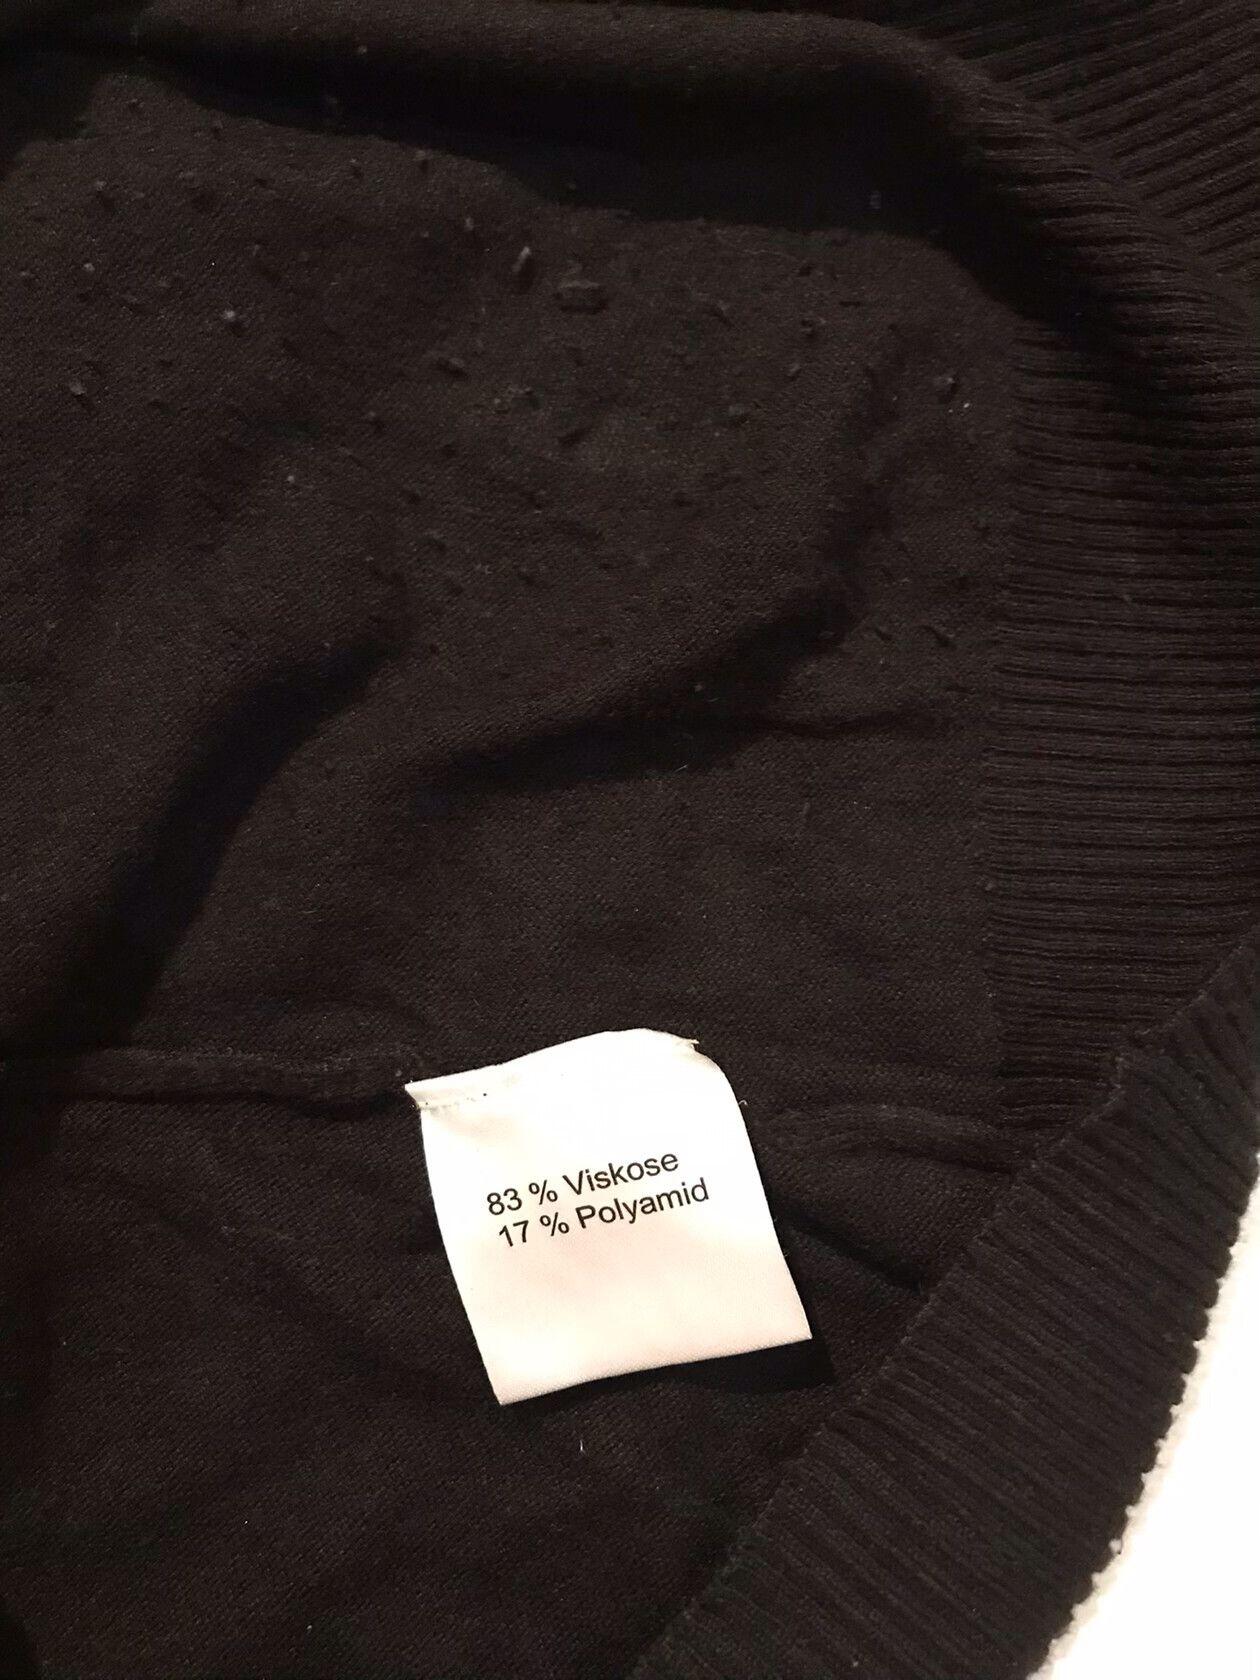 83 % Viskose
17 % Polyamid